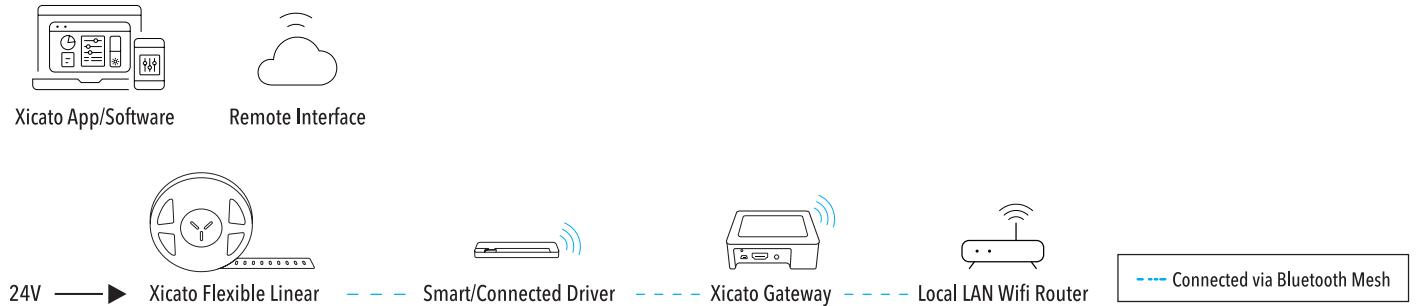 Xicato App/Software
Remote Interface
24V
Xicato Flexible Linear
Smart/Connected Driver
Xicato Gateway
Local LAN Wifi Router
Connected via Bluetooth Mesh